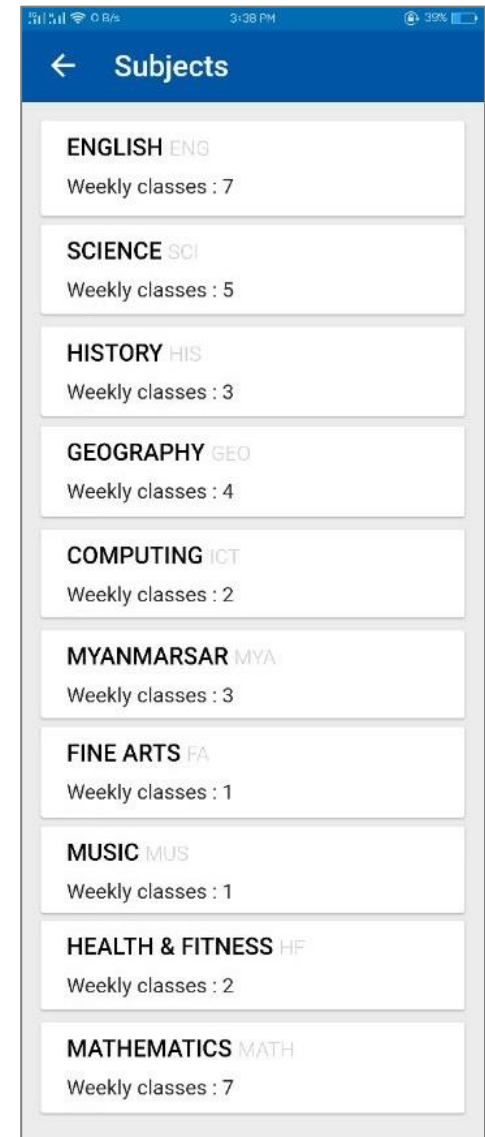 0 B/s 3:38 PM 39%
Subjects
ENGLISH ENG
Weekly classes : 7
SCIENCE SCI
Weekly classes : 5
HISTORY HIS
Weekly classes : 3
GEOGRAPHY GEO
Weekly classes : 4
COMPUTING ICT
Weekly classes : 2
MYANMARSAR MYA
Weekly classes : 3
FINE ARTS FA
Weekly classes : 1
MUSIC MUS
Weekly classes : 1
HEALTH & FITNESS HF
Weekly classes : 2
MATHEMATICS MATH
Weekly classes : 7